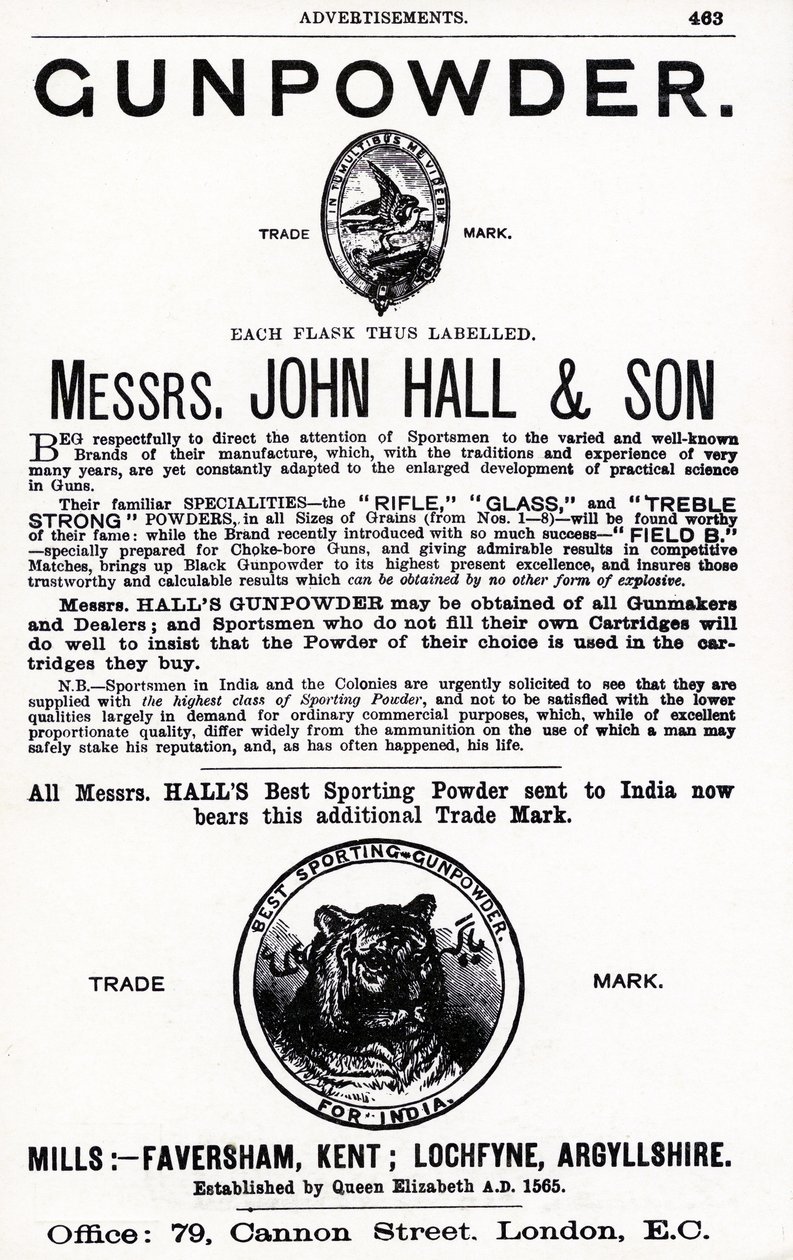 ADVERTISEMENTS. 463
GUNPOWDER.
IN TUMULTIBUS ME VIDEBIS
TRADE MARK.
EACH FLASK THUS LABELLED.
MESSRS. JOHN HALL & SON
BEG respectfully to direct the attention of Sportsmen to the varied and well-known
Brands of their manufacture, which, with the traditions and experience of very
many years, are yet constantly adapted to the enlarged development of practical science
in Guns.
Their familiar SPECIALITIES—the "RIFLE," "GLASS," and "TREBLE
STRONG" POWDERS, in all Sizes of Grains (from Nos. 1—8)—will be found worthy
of their fame: while the Brand recently introduced with so much success—"FIELD B."
—specially prepared for Choke-bore Guns, and giving admirable results in competitive
Matches, brings up Black Gunpowder to its highest present excellence, and insures those
trustworthy and calculable results which can be obtained by no other form of explosive.
Messrs. HALL'S GUNPOWDER may be obtained of all Gunmakers
and Dealers; and Sportsmen who do not fill their own Cartridges will
do well to insist that the Powder of their choice is used in the car-
tridges they buy.
N.B.—Sportsmen in India and the Colonies are urgently solicited to see that they are
supplied with the highest class of Sporting Powder, and not to be satisfied with the lower
qualities largely in demand for ordinary commercial purposes, which, while of excellent
proportionate quality, differ widely from the ammunition on the use of which a man may
safely stake his reputation, and, as has often happened, his life.
All Messrs. HALL'S Best Sporting Powder sent to India now
bears this additional Trade Mark.
BEST SPORTING GUNPOWDER.
TRADE MARK.
FOR INDIA.
MILLS:—FAVERSHAM, KENT; LOCHFYNE, ARGYLLSHIRE.
Established by Queen Elizabeth A.D. 1565.
Office: 79, Cannon Street. London, E.C.